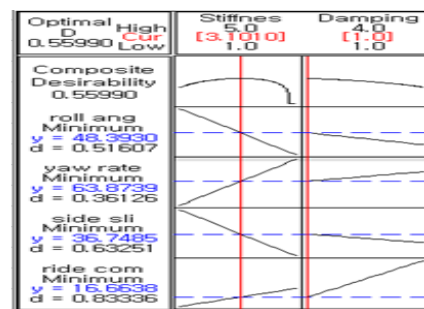 Optimal
D
0.55990
High
Cur
Low
Stiffnes
5.0
[3.1010]
1.0
Damping
4.0
[1.0]
1.0
Composite
Desirability
0.55990
roll ang
Minimum
y = 48.3930
d = 0.51607
yaw rate
Minimum
y = 63.8739
d = 0.36126
side sli
Minimum
y = 36.7485
d = 0.63251
ride com
Minimum
y = 16.6638
d = 0.83336